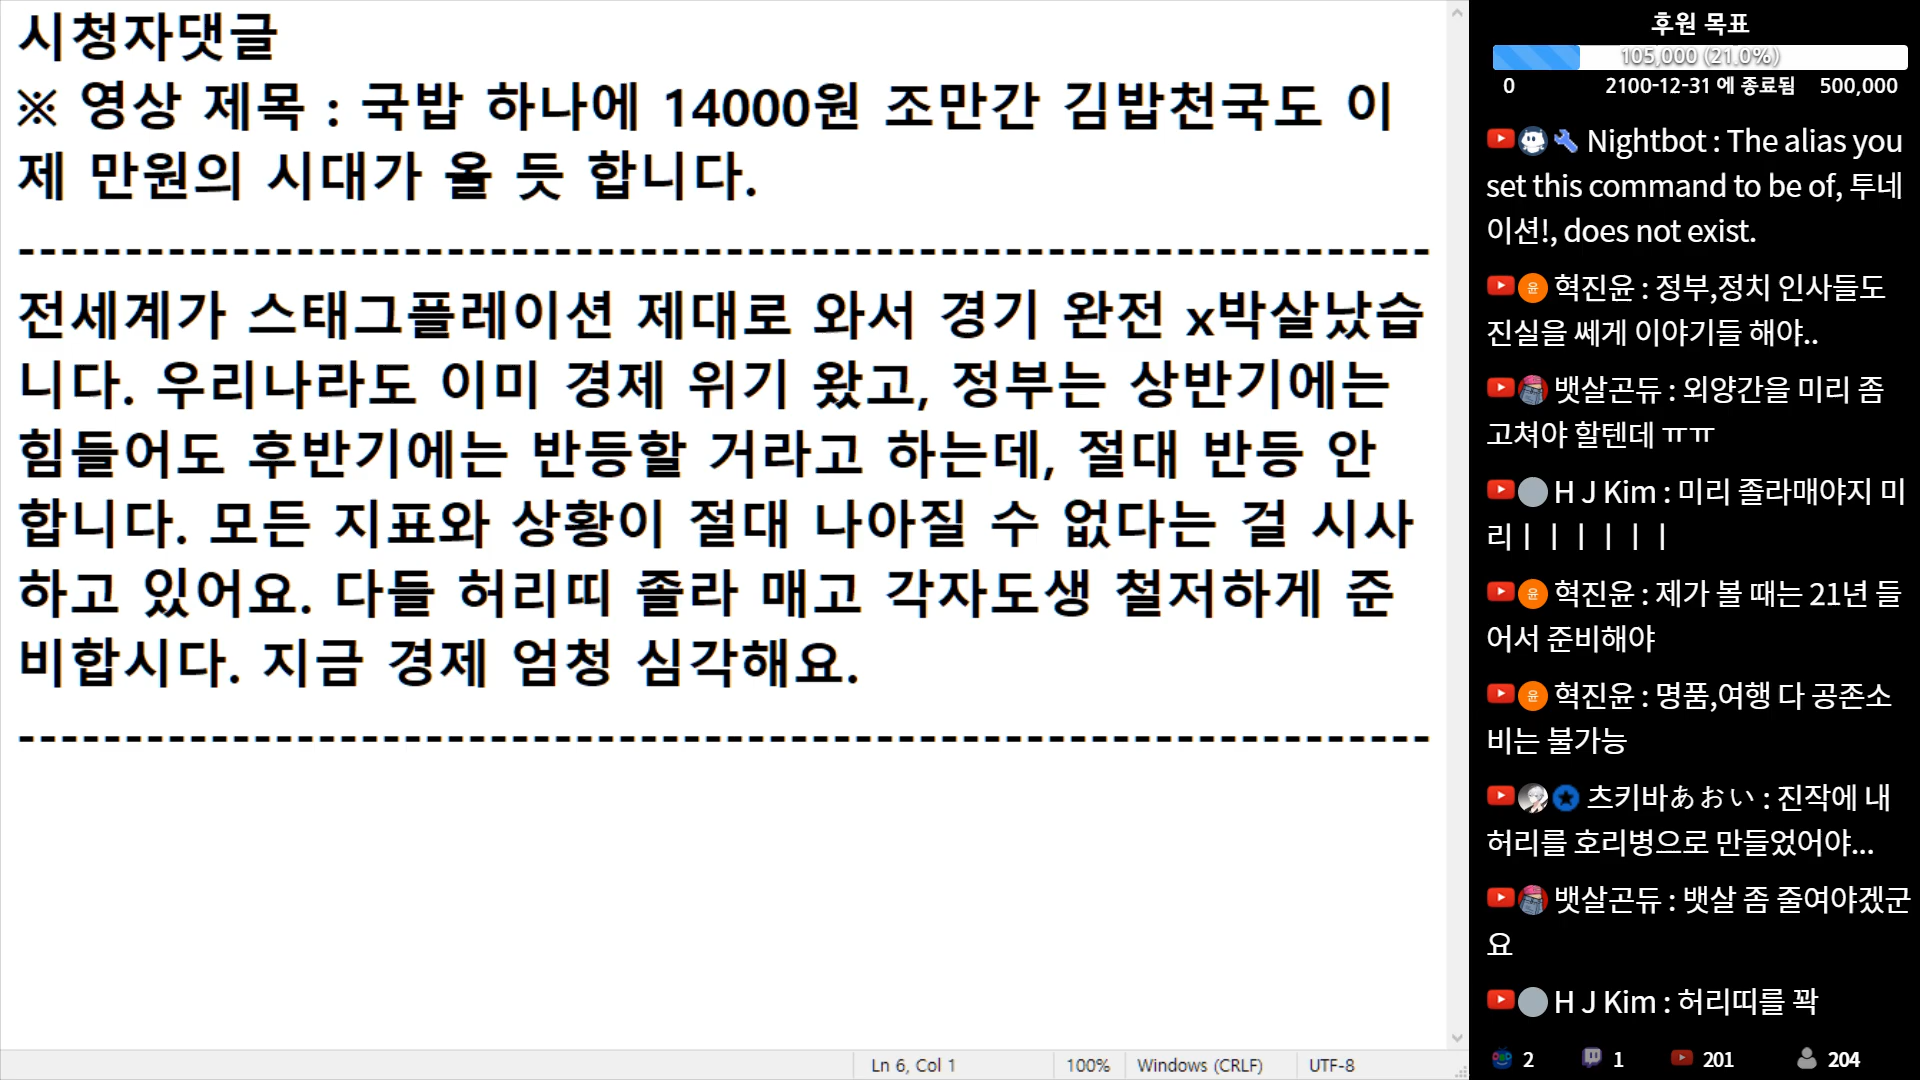 시청자댓글
※ 영상 제목 : 국밥 하나에 14000원 조만간 김밥천국도 이
제 만원의 시대가 올 듯 합니다.
------------------------------------------------------------------
전세계가 스태그플레이션 제대로 와서 경기 완전 x박살났습
니다. 우리나라도 이미 경제 위기 왔고, 정부는 상반기에는
힘들어도 후반기에는 반등할 거라고 하는데, 절대 반등 안
합니다. 모든 지표와 상황이 절대 나아질 수 없다는 걸 시사
하고 있어요. 다들 허리띠 졸라 매고 각자도생 철저하게 준
비합시다. 지금 경제 엄청 심각해요.
------------------------------------------------------------------
Ln 6, Col 1 100% Windows (CRLF) UTF-8
후원 목표
105,000 (21.0%)
0 2100-12-31 에 종료됨 500,000
Nightbot : The alias you
set this command to be of, 투네
이션!, does not exist.
윤 혁진윤 : 정부,정치 인사들도
진실을 쎄게 이야기들 해야..
뱃살곤듀 : 외양간을 미리 좀
고쳐야 할텐데 ㅠㅠ
H J Kim : 미리 졸라매야지 미
리ㅣㅣㅣㅣㅣㅣ
윤 혁진윤 : 제가 볼 때는 21년 들
어서 준비해야
윤 혁진윤 : 명품,여행 다 공존소
비는 불가능
츠키바あおい : 진작에 내
허리를 호리병으로 만들었어야...
뱃살곤듀 : 뱃살 좀 줄여야겠군
요
H J Kim : 허리띠를 꽉
2 1 201 204